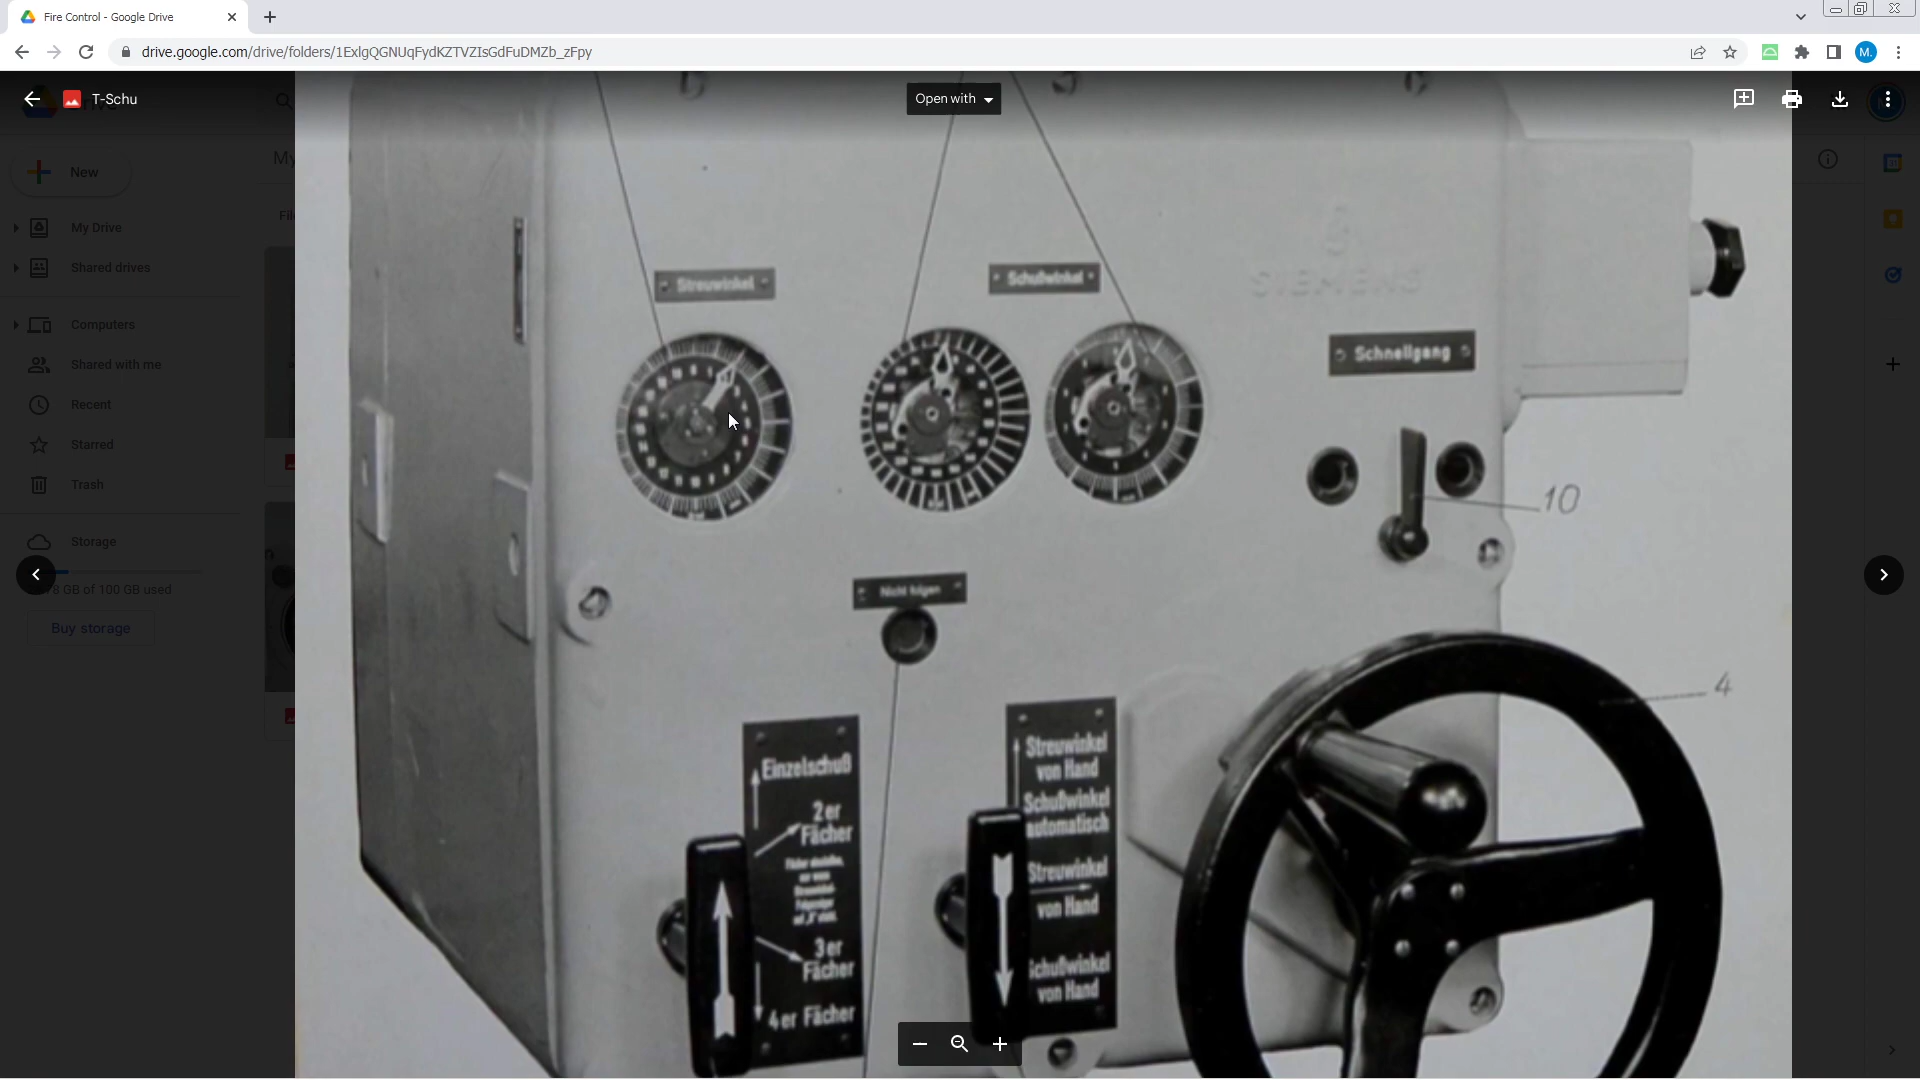 Fire Control - Google Drive
drive.google.com/drive/folders/1ExlgQGNUqFydKZTVZIsGdFuDMZb_zFpy
M.
T-Schu
Open with
New
My Drive
Shared drives
Computers
Shared with me
Recent
Starred
Trash
Storage
8 GB of 100 GB used
Buy storage
Streuwinkel
Schußwinkel
SIEMENS
Schnellgang
10
Nicht folgen
4
Einzelschuß
2er
Fächer
3er
Fächer
4er Fächer
Streuwinkel
von Hand
Schußwinkel
automatisch
Streuwinkel
von Hand
Schußwinkel
von Hand